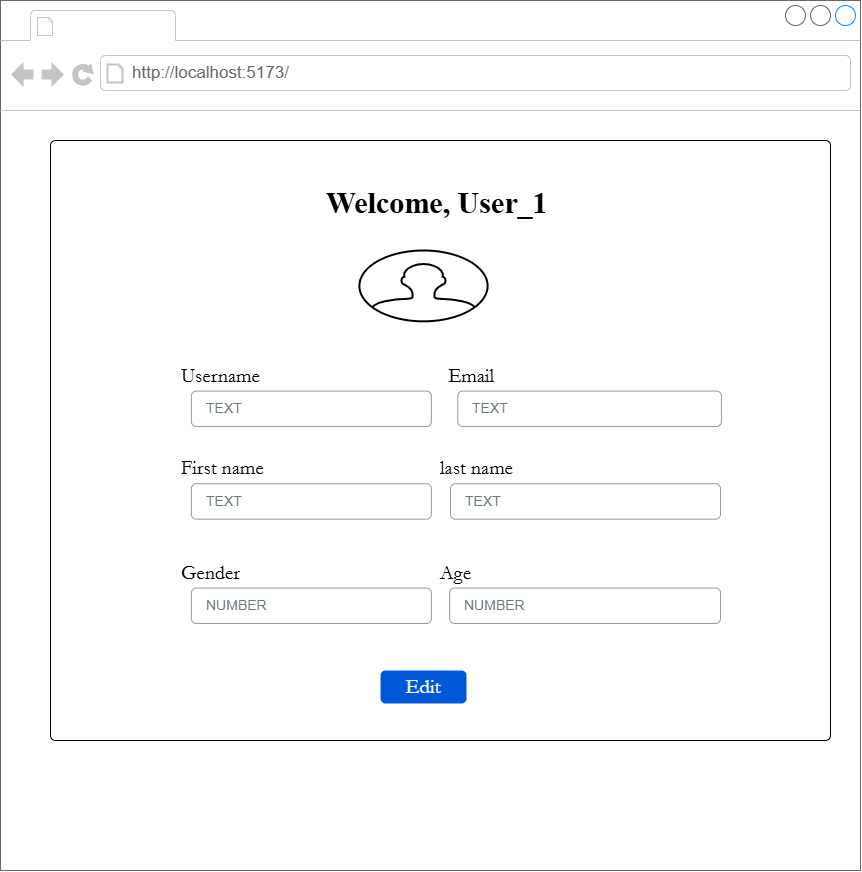 http://localhost:5173/
Welcome, User_1
Username Email
TEXT TEXT
First name last name
TEXT TEXT
Gender Age
NUMBER NUMBER
Edit